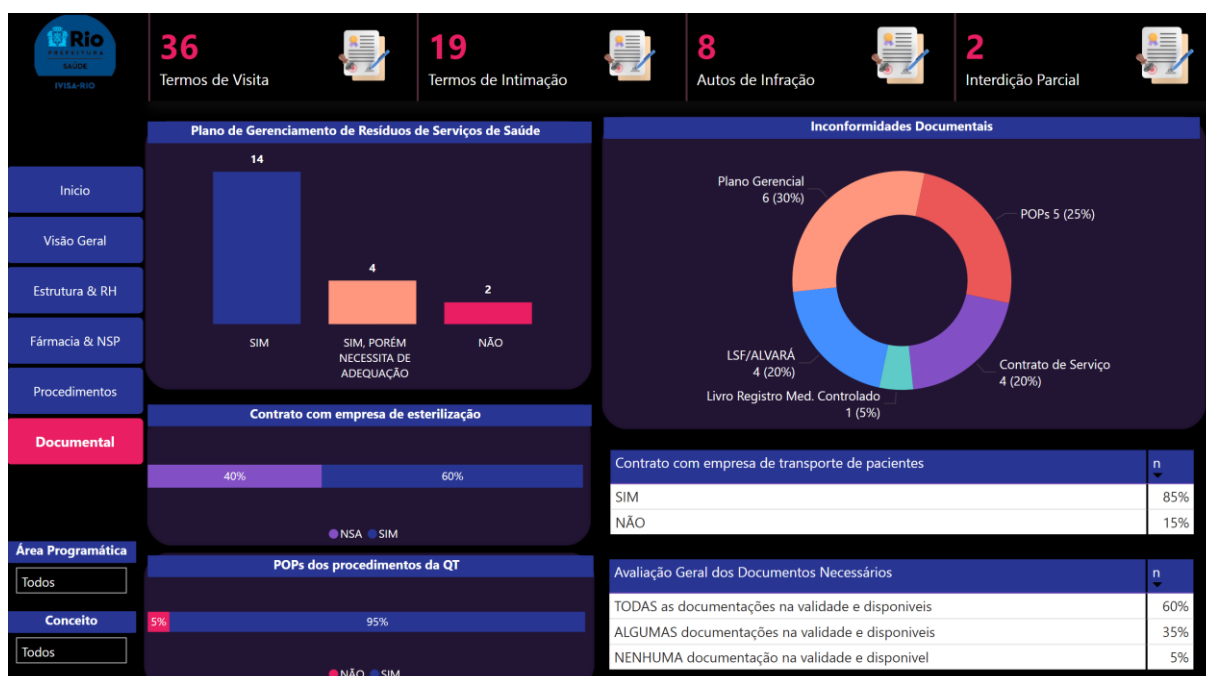 Rio
PREFEITURA
SAÚDE
IVISA-RIO
36
Termos de Visita
19
Termos de Intimação
8
Autos de Infração
2
Interdição Parcial
Inicio
Visão Geral
Estrutura & RH
Fármacia & NSP
Procedimentos
Documental
Área Programática
Todos
Conceito
Todos
Plano de Gerenciamento de Resíduos de Serviços de Saúde
14
4
2
SIM
SIM, PORÉM
NECESSITA DE
ADEQUAÇÃO
NÃO
Contrato com empresa de esterilização
40%
60%
NSA SIM
POPs dos procedimentos da QT
5%
95%
NÃO SIM
Inconformidades Documentais
Plano Gerencial
6 (30%)
POPs 5 (25%)
LSF/ALVARÁ
4 (20%)
Contrato de Serviço
4 (20%)
Livro Registro Med. Controlado
1 (5%)
Contrato com empresa de transporte de pacientes n
SIM 85%
NÃO 15%
Avaliação Geral dos Documentos Necessários n
TODAS as documentações na validade e disponiveis 60%
ALGUMAS documentações na validade e disponiveis 35%
NENHUMA documentação na validade e disponivel 5%